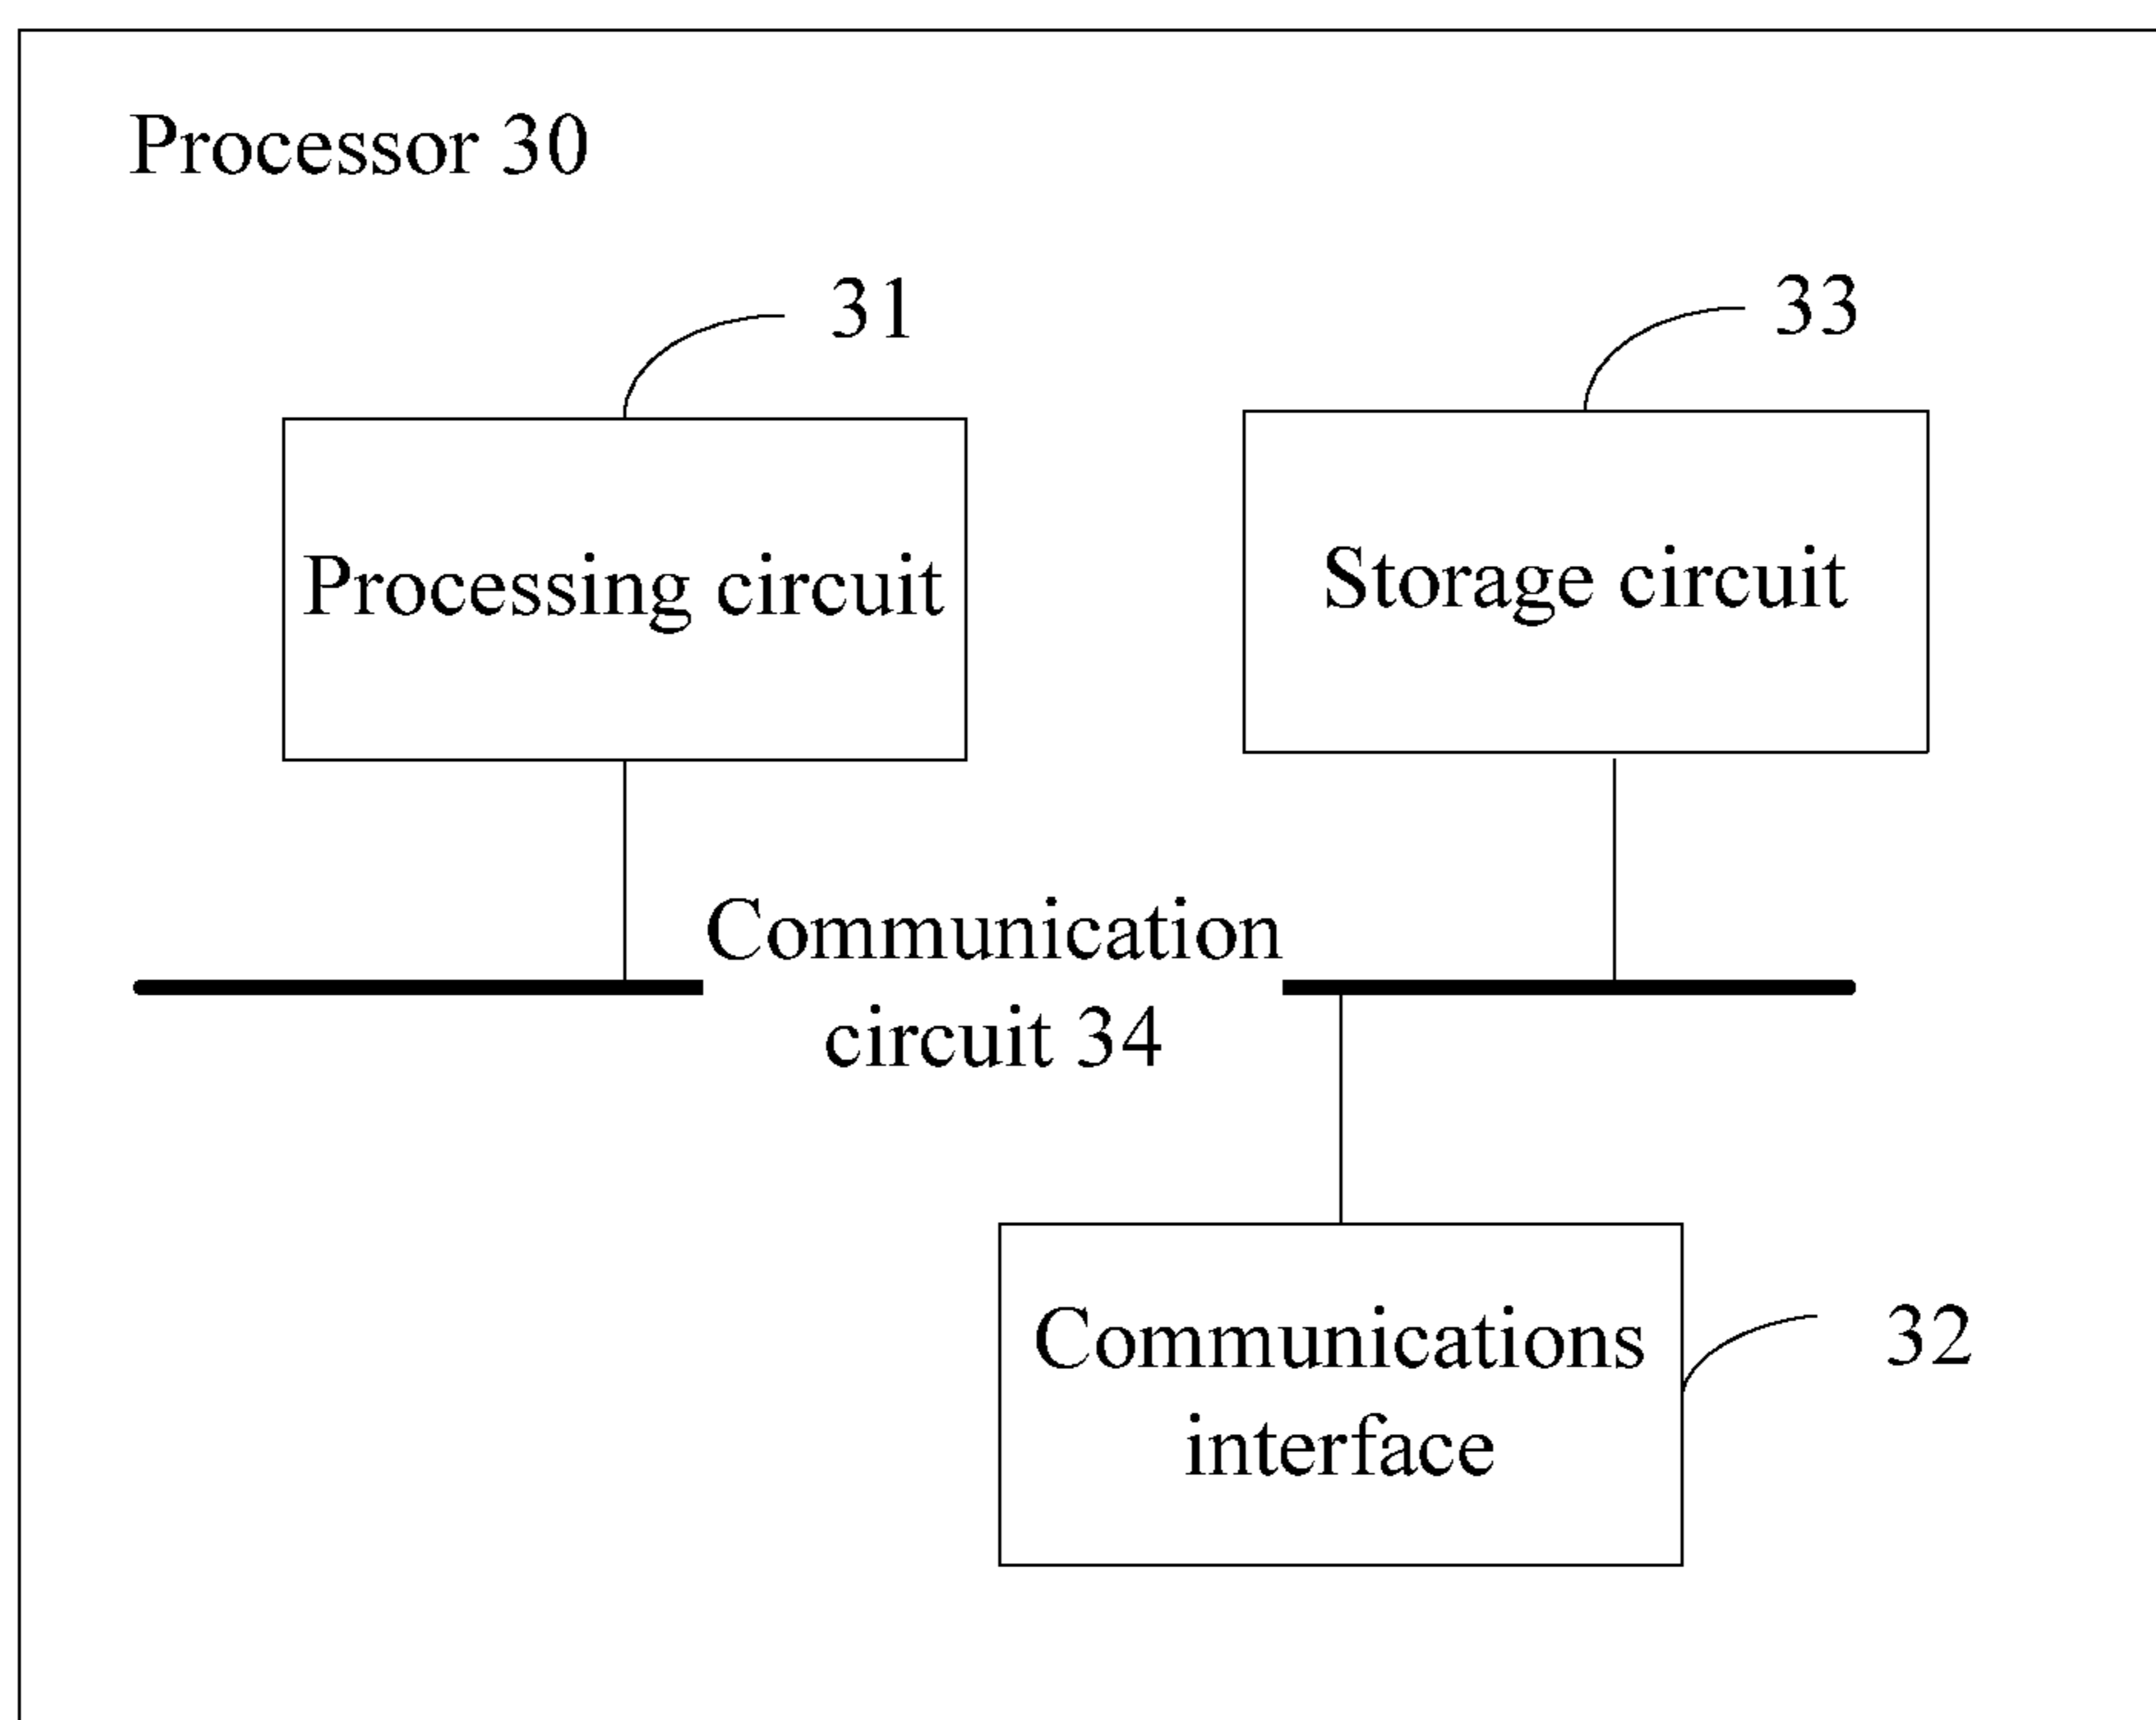 Processor 30
31
33
Processing circuit
Storage circuit
Communication
circuit 34
Communications
interface
32